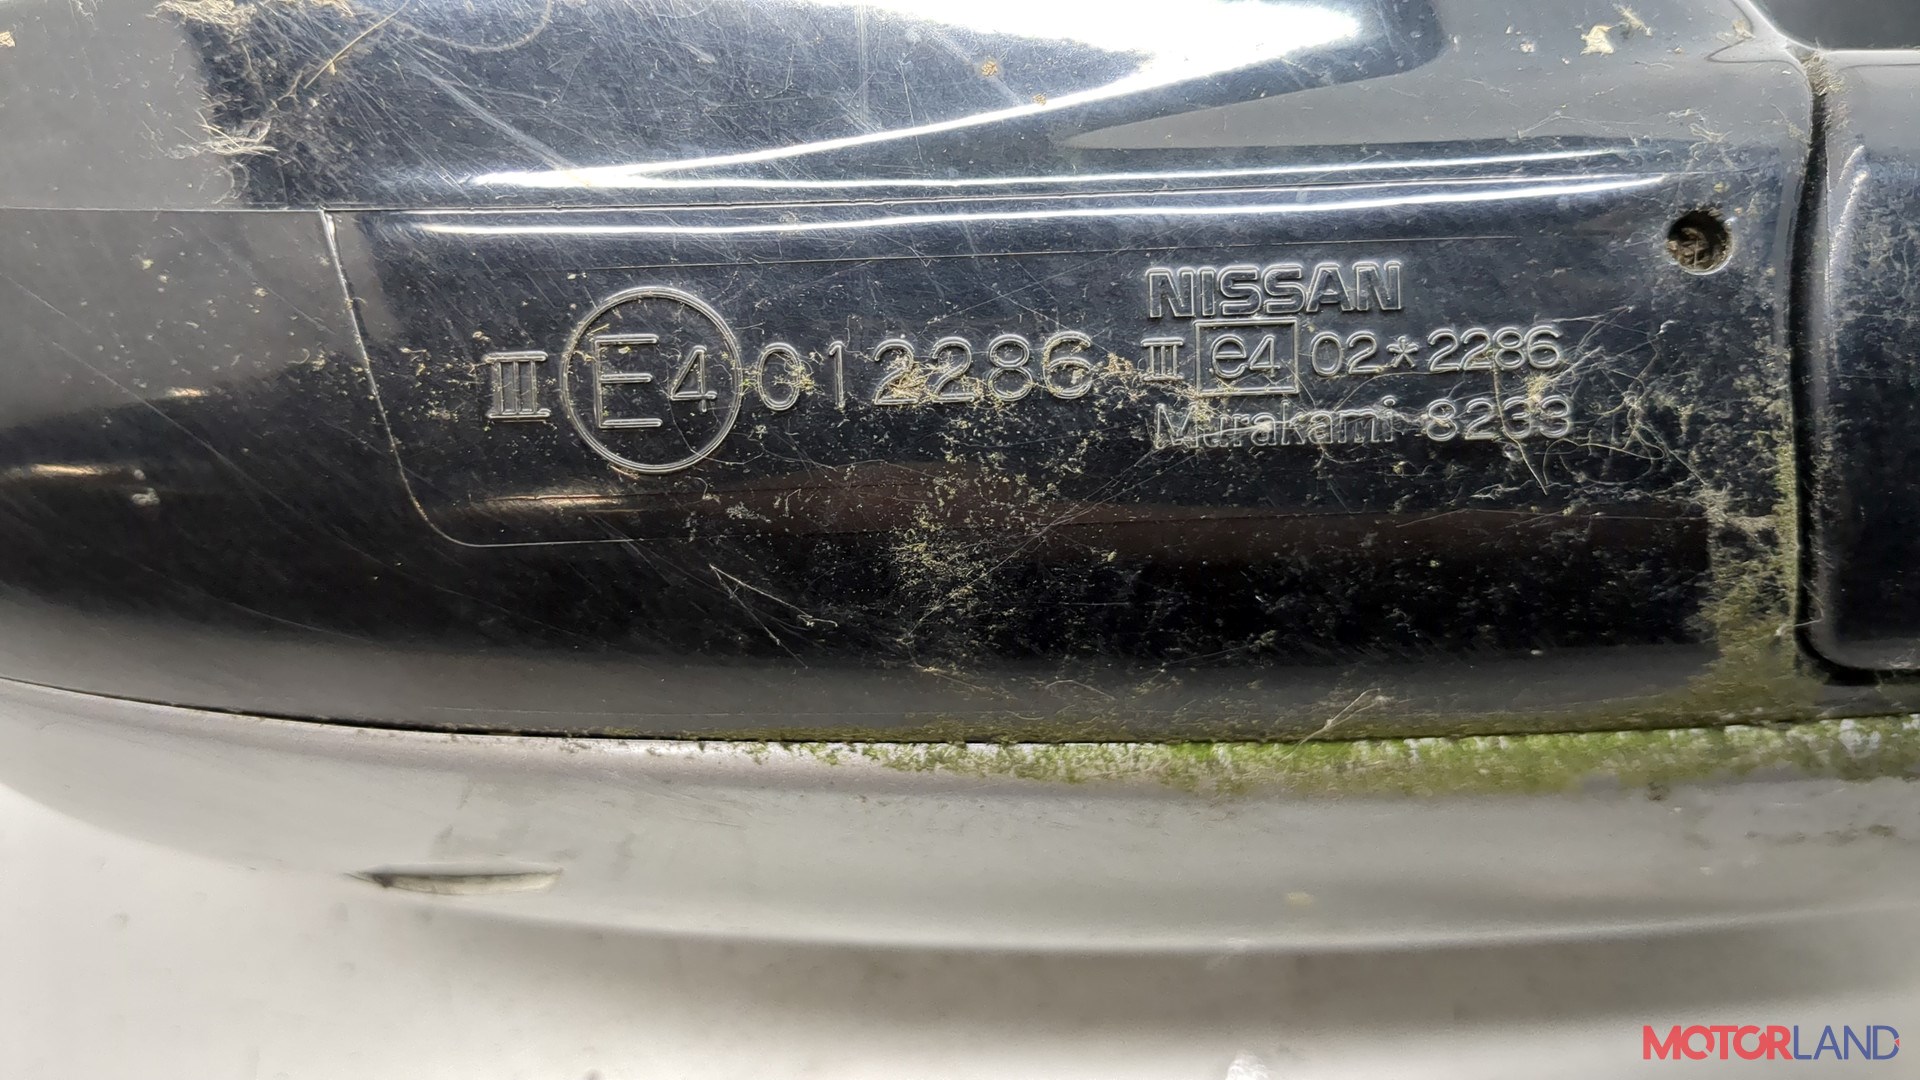 III E4 012286
NISSAN
III e4 02*2286
Murakami 8233
MOTORLAND